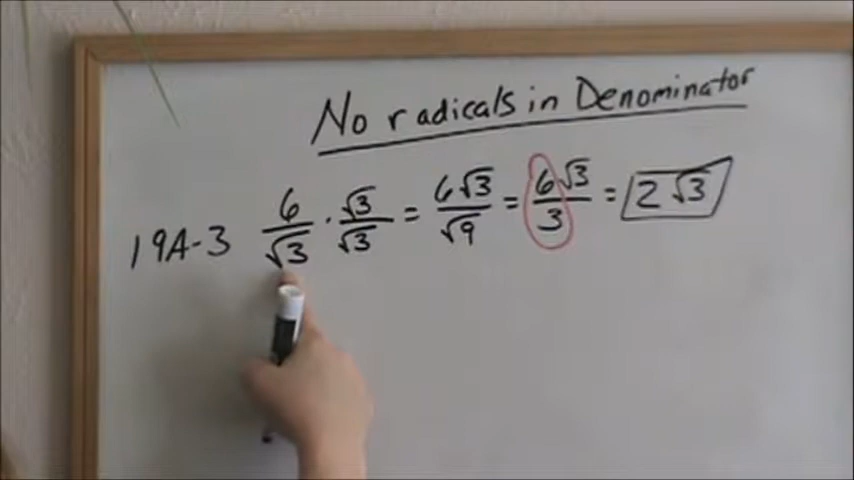 No radicals in Denominator
19A-3 6/√3 · √3/√3 = 6√3/√9 = 6√3/3 = 2√3